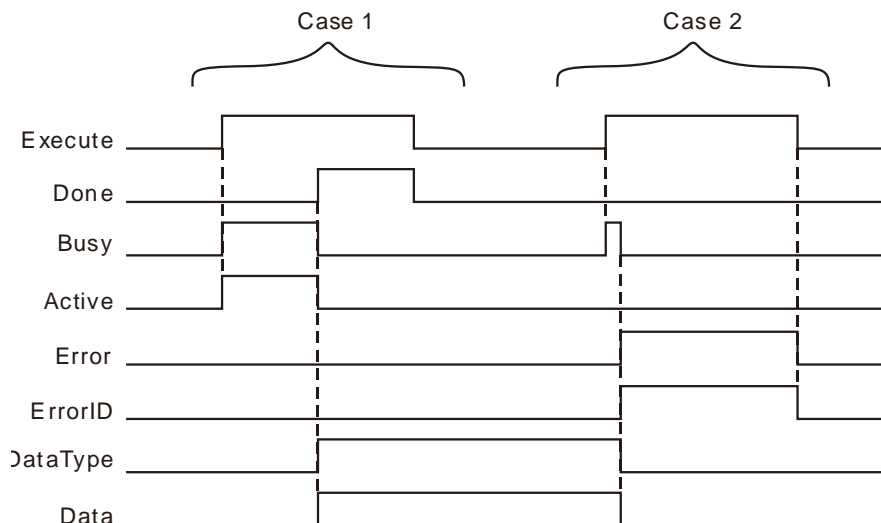 Case 1
Case 2
Execute
Done
Busy
Active
Error
ErrorID
DataType
Data